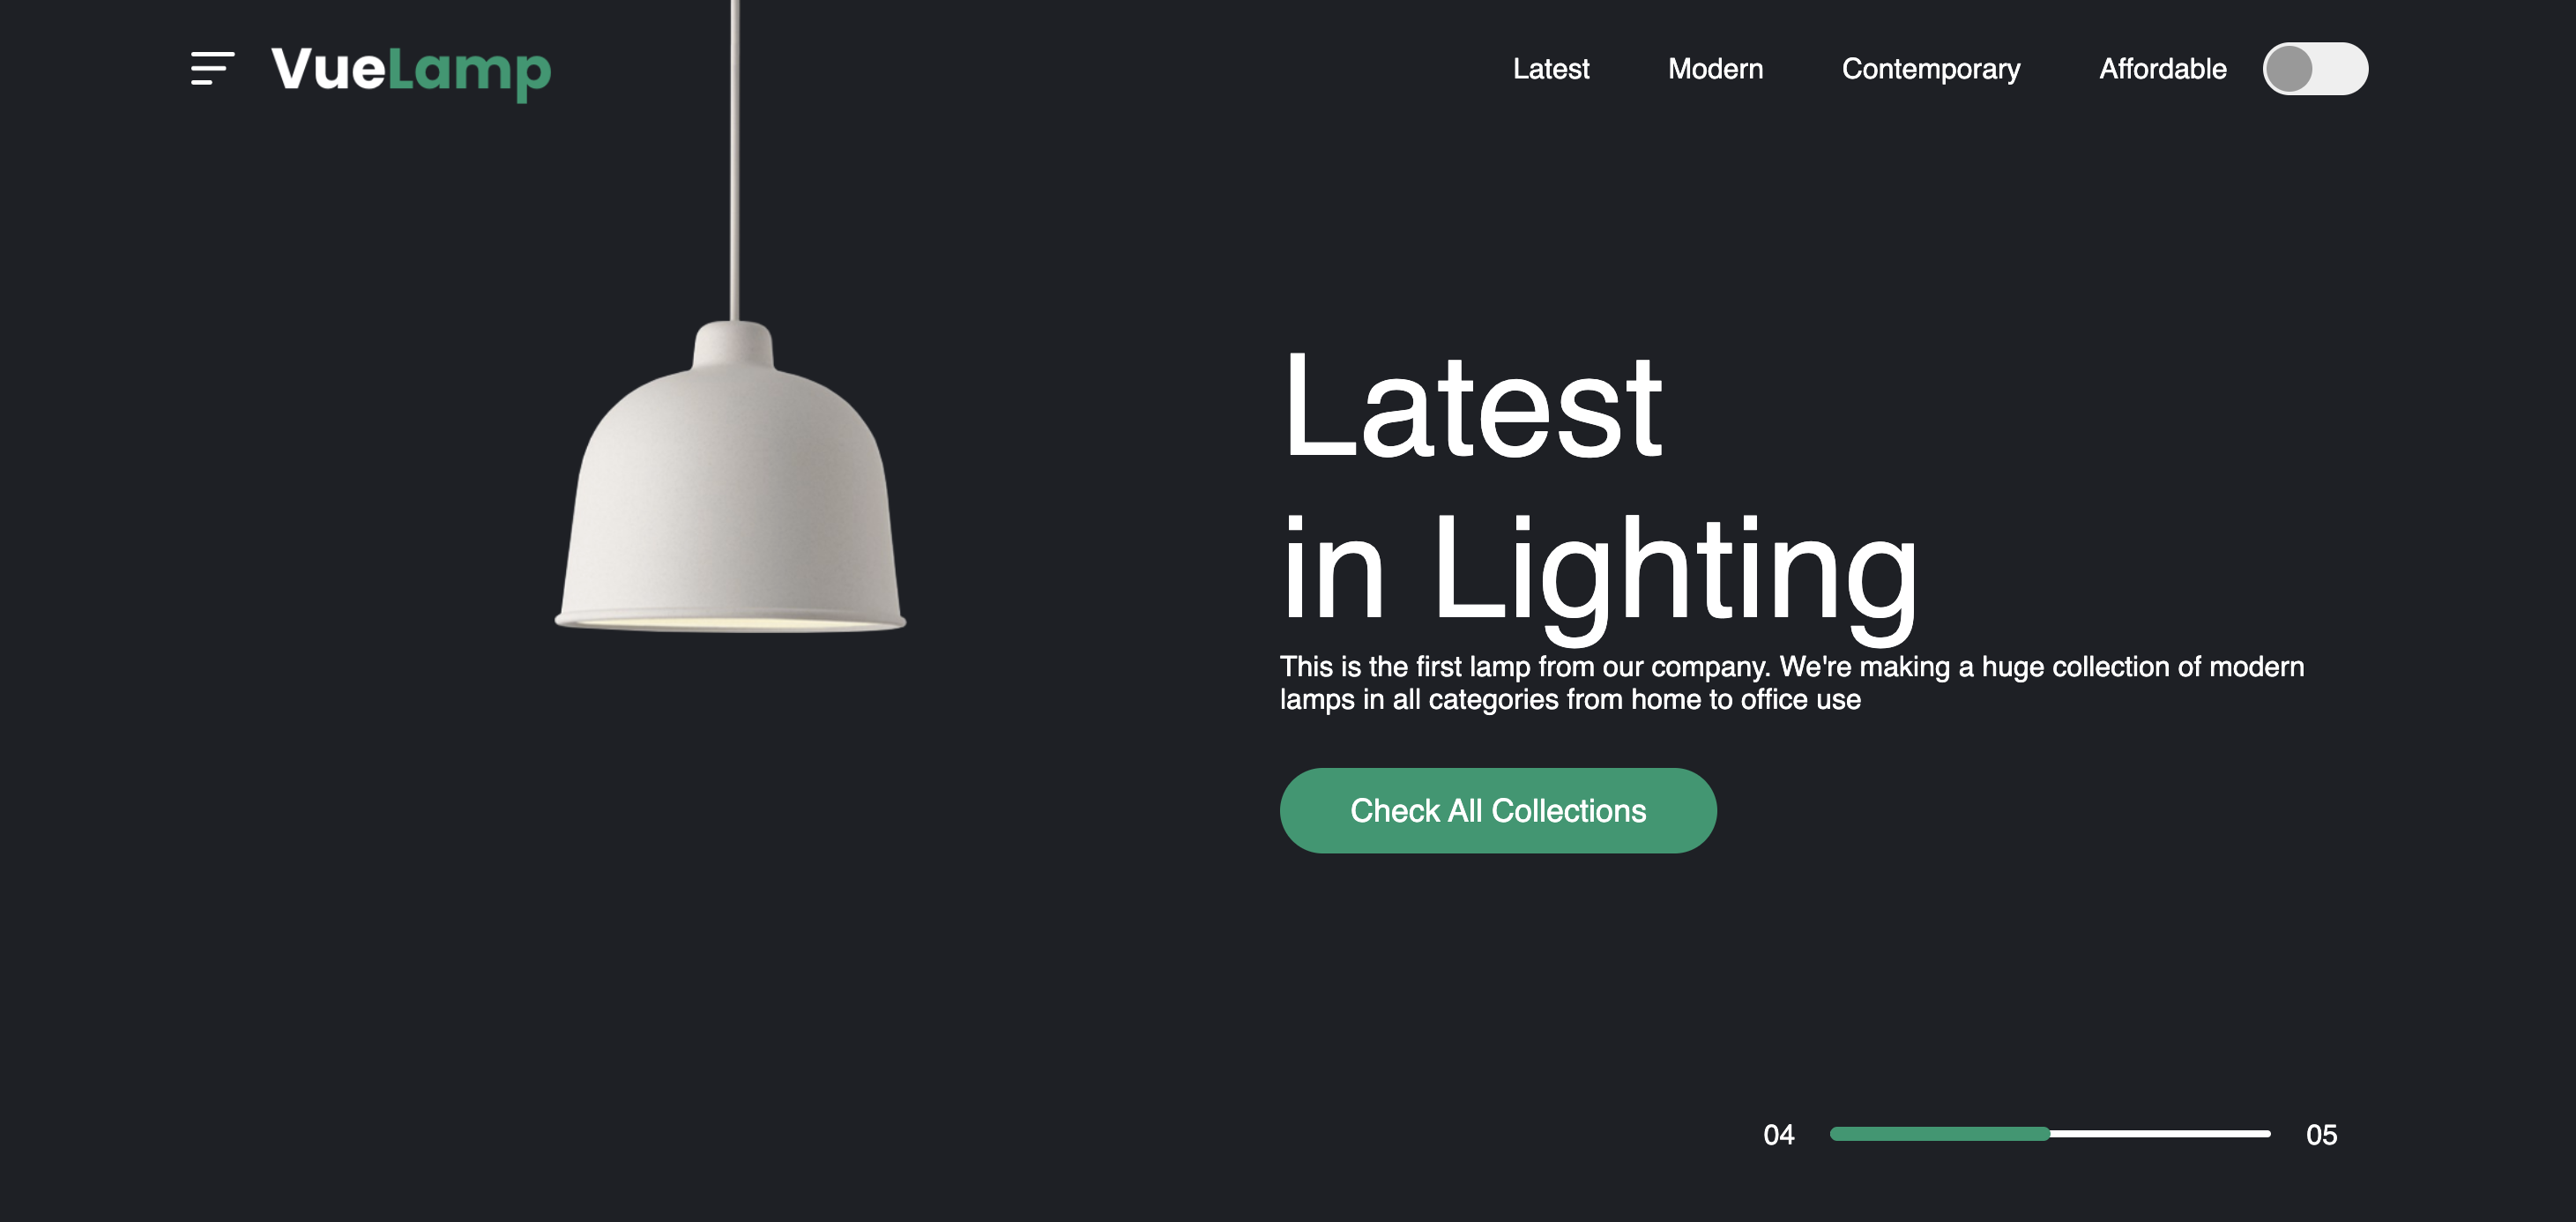 VueLamp
Latest
Modern
Contemporary
Affordable
Latest
in Lighting
This is the first lamp from our company. We're making a huge collection of modern
lamps in all categories from home to office use
Check All Collections
04
05